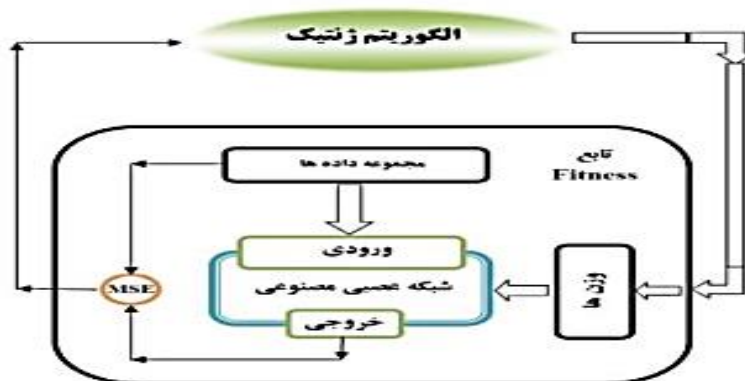 الگوریتم ژنتیک
مجموعه داده ها
تابع
Fitness
ورودی
شبکه عصبی مصنوعی
خروجی
وزن ها
MSE